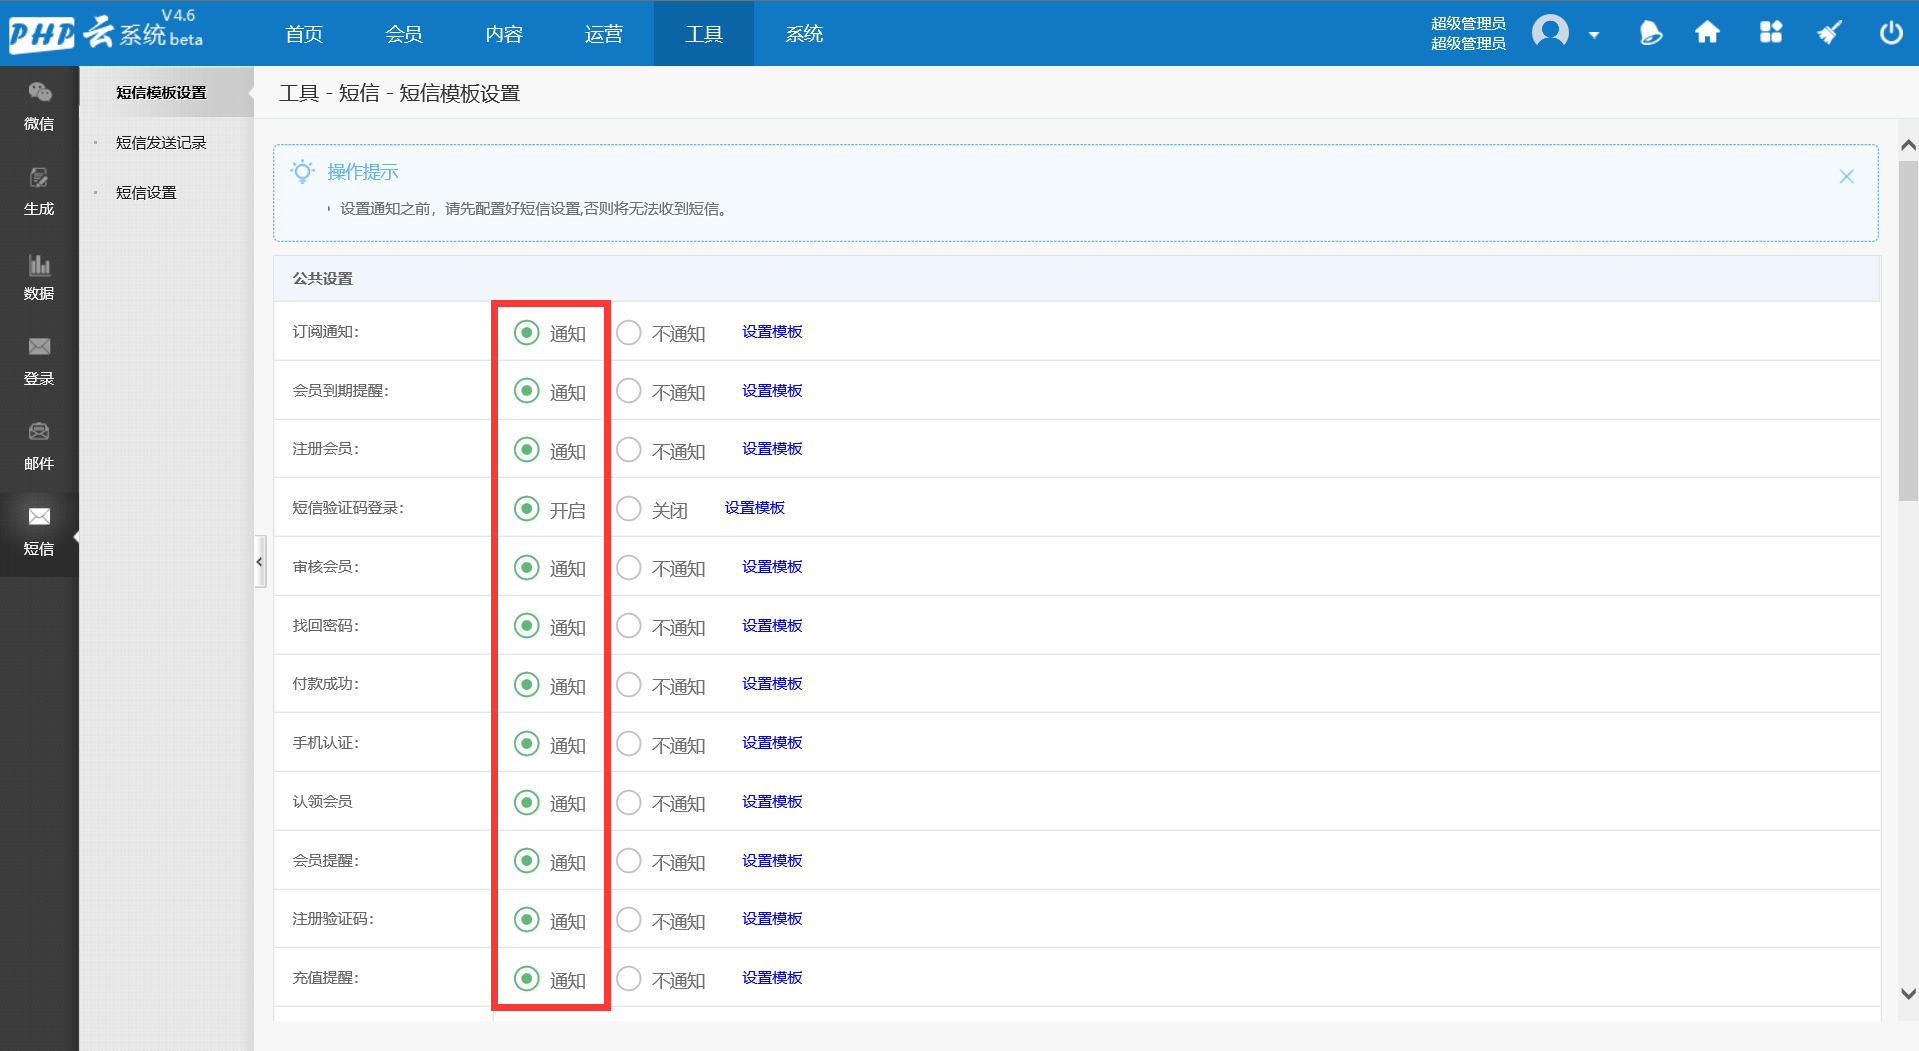 PHP云系统 V4.6 beta
首页 会员 内容 运营 工具 系统
超级管理员
超级管理员
微信
生成
数据
登录
邮件
短信
短信模板设置
短信发送记录
短信设置
工具 - 短信 - 短信模板设置
操作提示
设置通知之前，请先配置好短信设置,否则将无法收到短信。
公共设置
订阅通知： 通知 不通知 设置模板
会员到期提醒： 通知 不通知 设置模板
注册会员： 通知 不通知 设置模板
短信验证码登录： 开启 关闭 设置模板
审核会员： 通知 不通知 设置模板
找回密码： 通知 不通知 设置模板
付款成功： 通知 不通知 设置模板
手机认证： 通知 不通知 设置模板
认领会员 通知 不通知 设置模板
会员提醒： 通知 不通知 设置模板
注册验证码： 通知 不通知 设置模板
充值提醒： 通知 不通知 设置模板